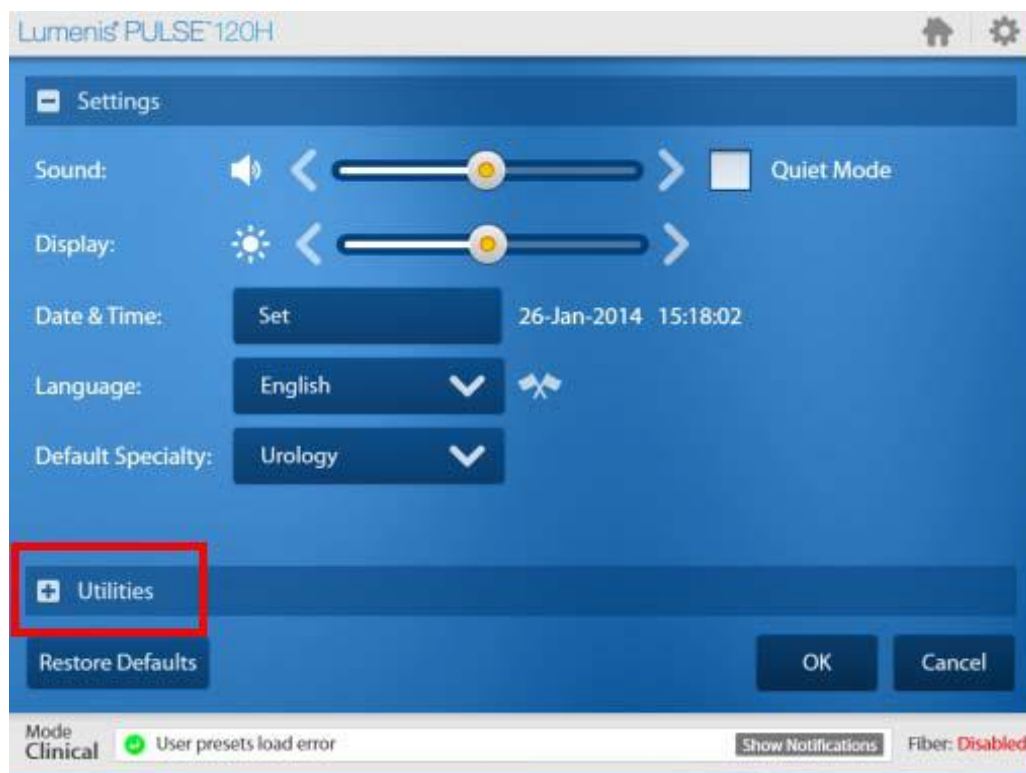 Lumenis® PULSE™ 120H
Settings
Sound: Quiet Mode
Display:
Date & Time: Set 26-Jan-2014 15:18:02
Language: English
Default Specialty: Urology
Utilities
Restore Defaults OK Cancel
Mode
Clinical User presets load error Show Notifications Fiber: Disabled